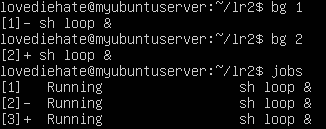 lovediehate@myubuntuserver:~/lr2$ bg 1
[1]- sh loop &
lovediehate@myubuntuserver:~/lr2$ bg 2
[2]+ sh loop &
lovediehate@myubuntuserver:~/lr2$ jobs
[1]   Running                 sh loop &
[2]-  Running                 sh loop &
[3]+  Running                 sh loop &